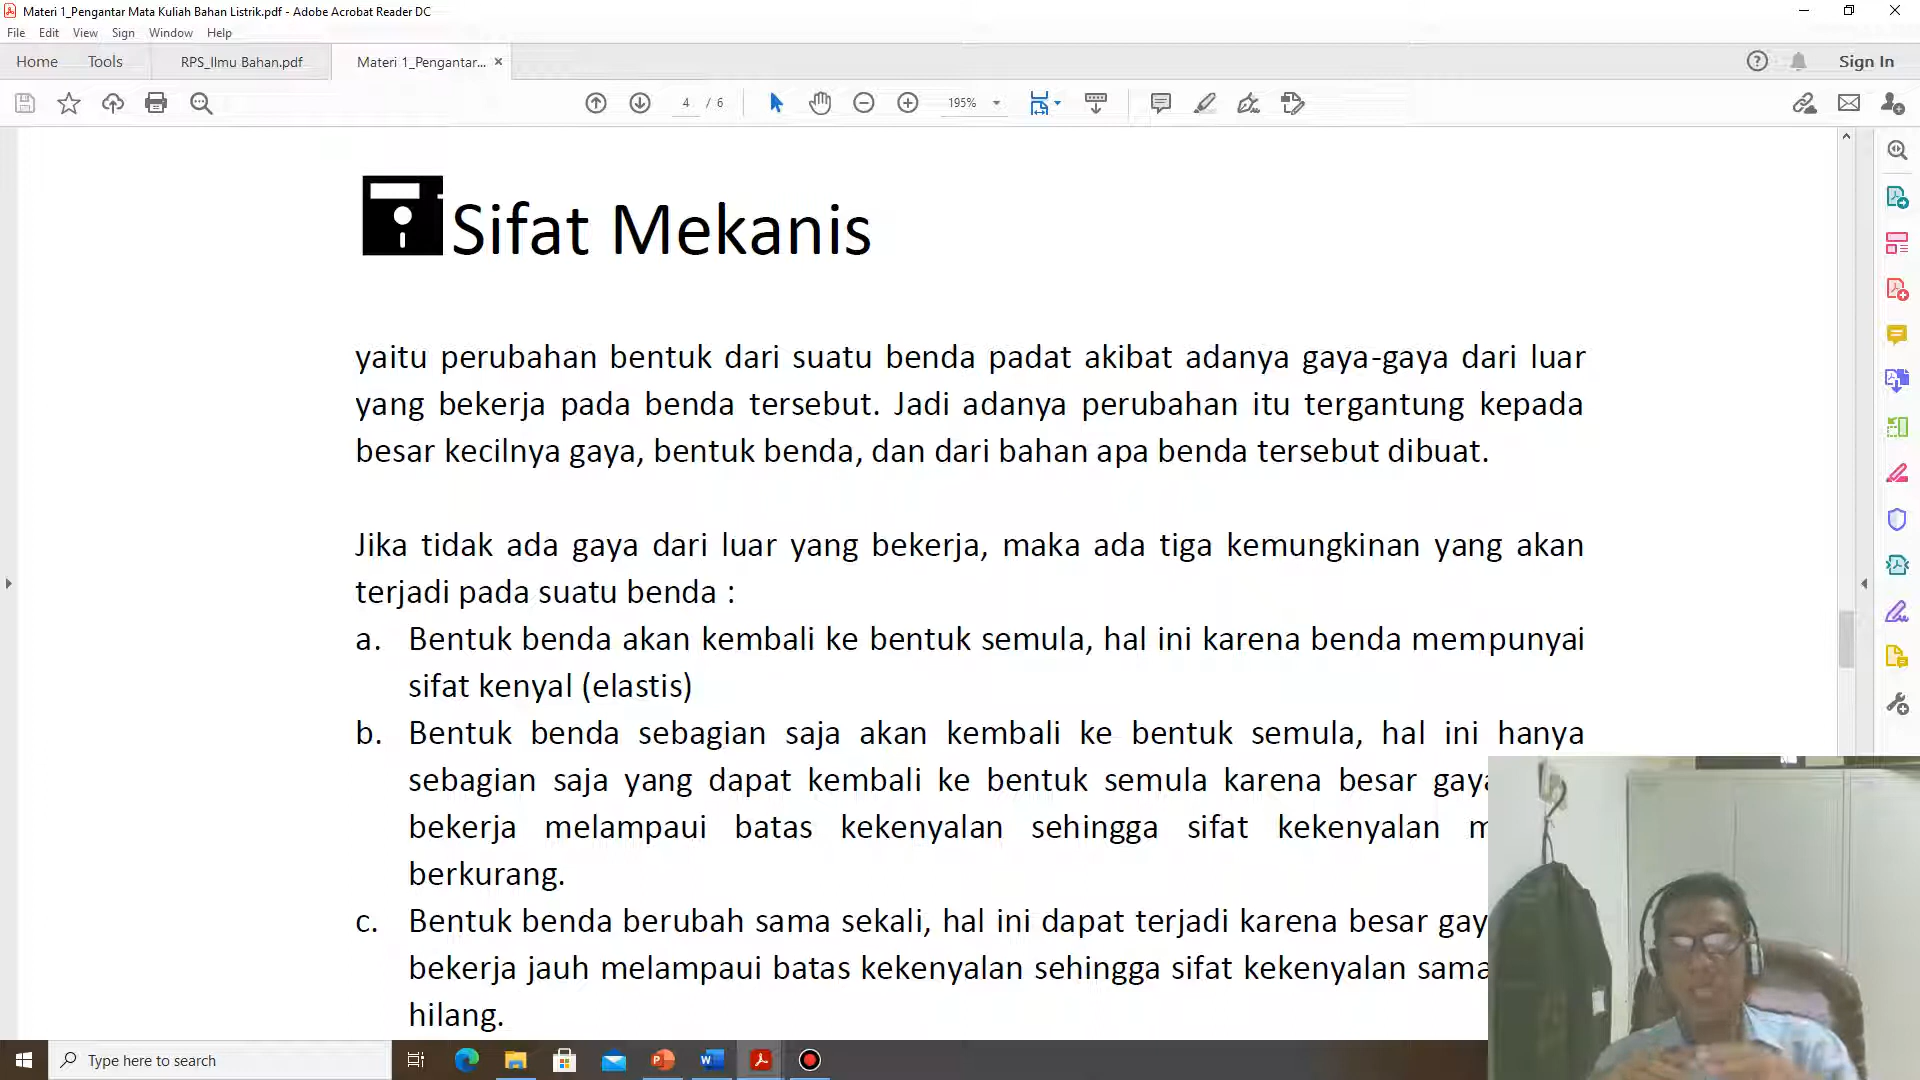 Materi 1_Pengantar Mata Kuliah Bahan Listrik.pdf - Adobe Acrobat Reader DC
File Edit View Sign Window Help
Home Tools RPS_Ilmu Bahan.pdf Materi 1_Pengantar... Sign In
4 / 6 195%
Sifat Mekanis
yaitu perubahan bentuk dari suatu benda padat akibat adanya gaya-gaya dari luar
yang bekerja pada benda tersebut. Jadi adanya perubahan itu tergantung kepada
besar kecilnya gaya, bentuk benda, dan dari bahan apa benda tersebut dibuat.
Jika tidak ada gaya dari luar yang bekerja, maka ada tiga kemungkinan yang akan
terjadi pada suatu benda :
a. Bentuk benda akan kembali ke bentuk semula, hal ini karena benda mempunyai
sifat kenyal (elastis)
b. Bentuk benda sebagian saja akan kembali ke bentuk semula, hal ini hanya
sebagian saja yang dapat kembali ke bentuk semula karena besar gaya
bekerja melampaui batas kekenyalan sehingga sifat kekenyalan
berkurang.
c. Bentuk benda berubah sama sekali, hal ini dapat terjadi karena besar
bekerja jauh melampaui batas kekenyalan sehingga sifat kekenyalan sama
hilang.
Type here to search